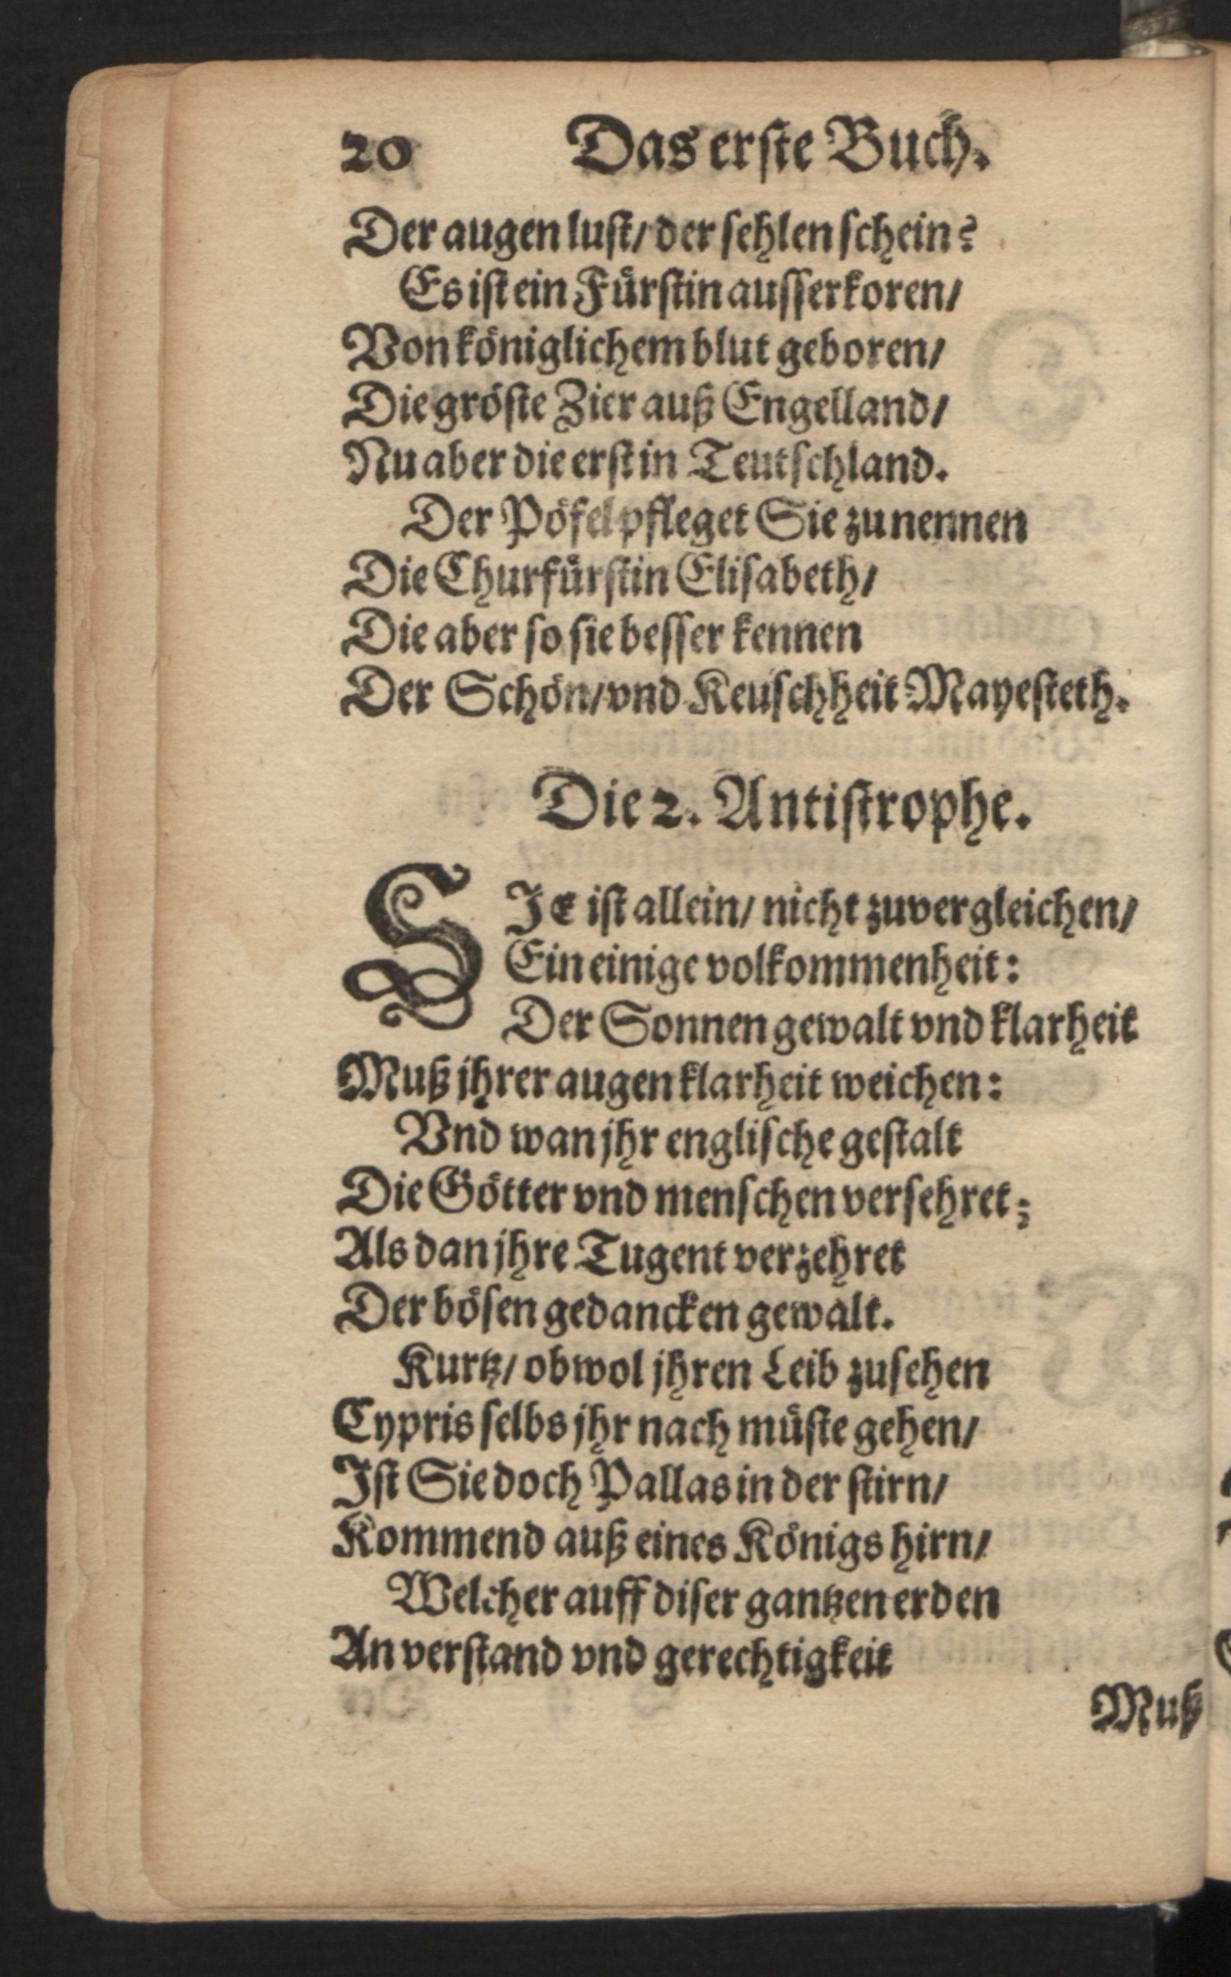 20 Das erste Buch.
Der augen lust/ der sehlen schein?
Es ist ein Fürstin ausserkoren/
Von königlichem blut geboren/
Die gröste Zier auß Engelland/
Nu aber die erst in Teutschland.
Der Pöfel pfleget Sie zu nennen
Die Churfürstin Elisabeth/
Die aber so sie besser kennen
Der Schön/ vnd Keuschheit Mayesteth.
Die 2. Antistrophe.
SIE ist allein/ nicht zuvergleichen/
Ein einige volkommenheit:
Der Sonnen gewalt vnd klarheit
Muß jhrer augen klarheit weichen:
Vnd wan jhr englische gestalt
Die Götter vnd menschen versehret;
Als dan jhre Tugent verzehret
Der bösen gedancken gewalt.
Kurtz/ ob wol jhren Leib zusehen
Cypris selbs jhr nach müste gehen/
Ist Sie doch Pallas in der stirn/
Kommend auß eines Königs hirn/
Welcher auff diser gantzen erden
An verstand vnd gerechtigkeit
Muß